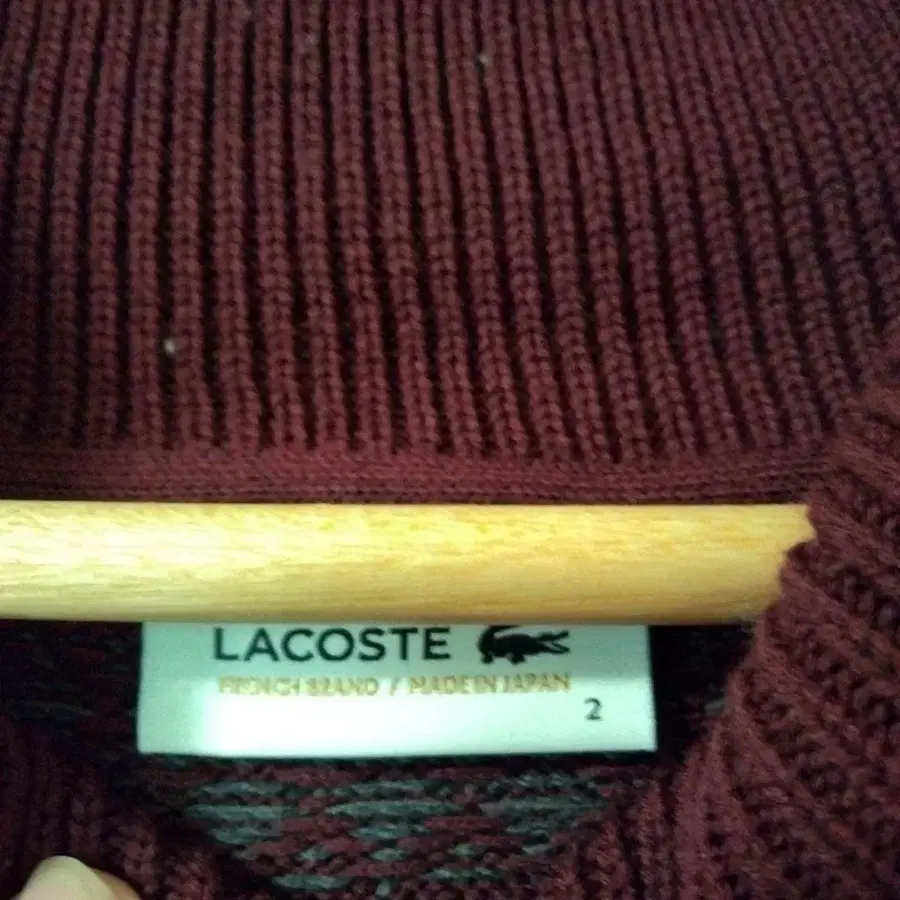 LACOSTE
FRENCH BRAND / MADE IN JAPAN
2